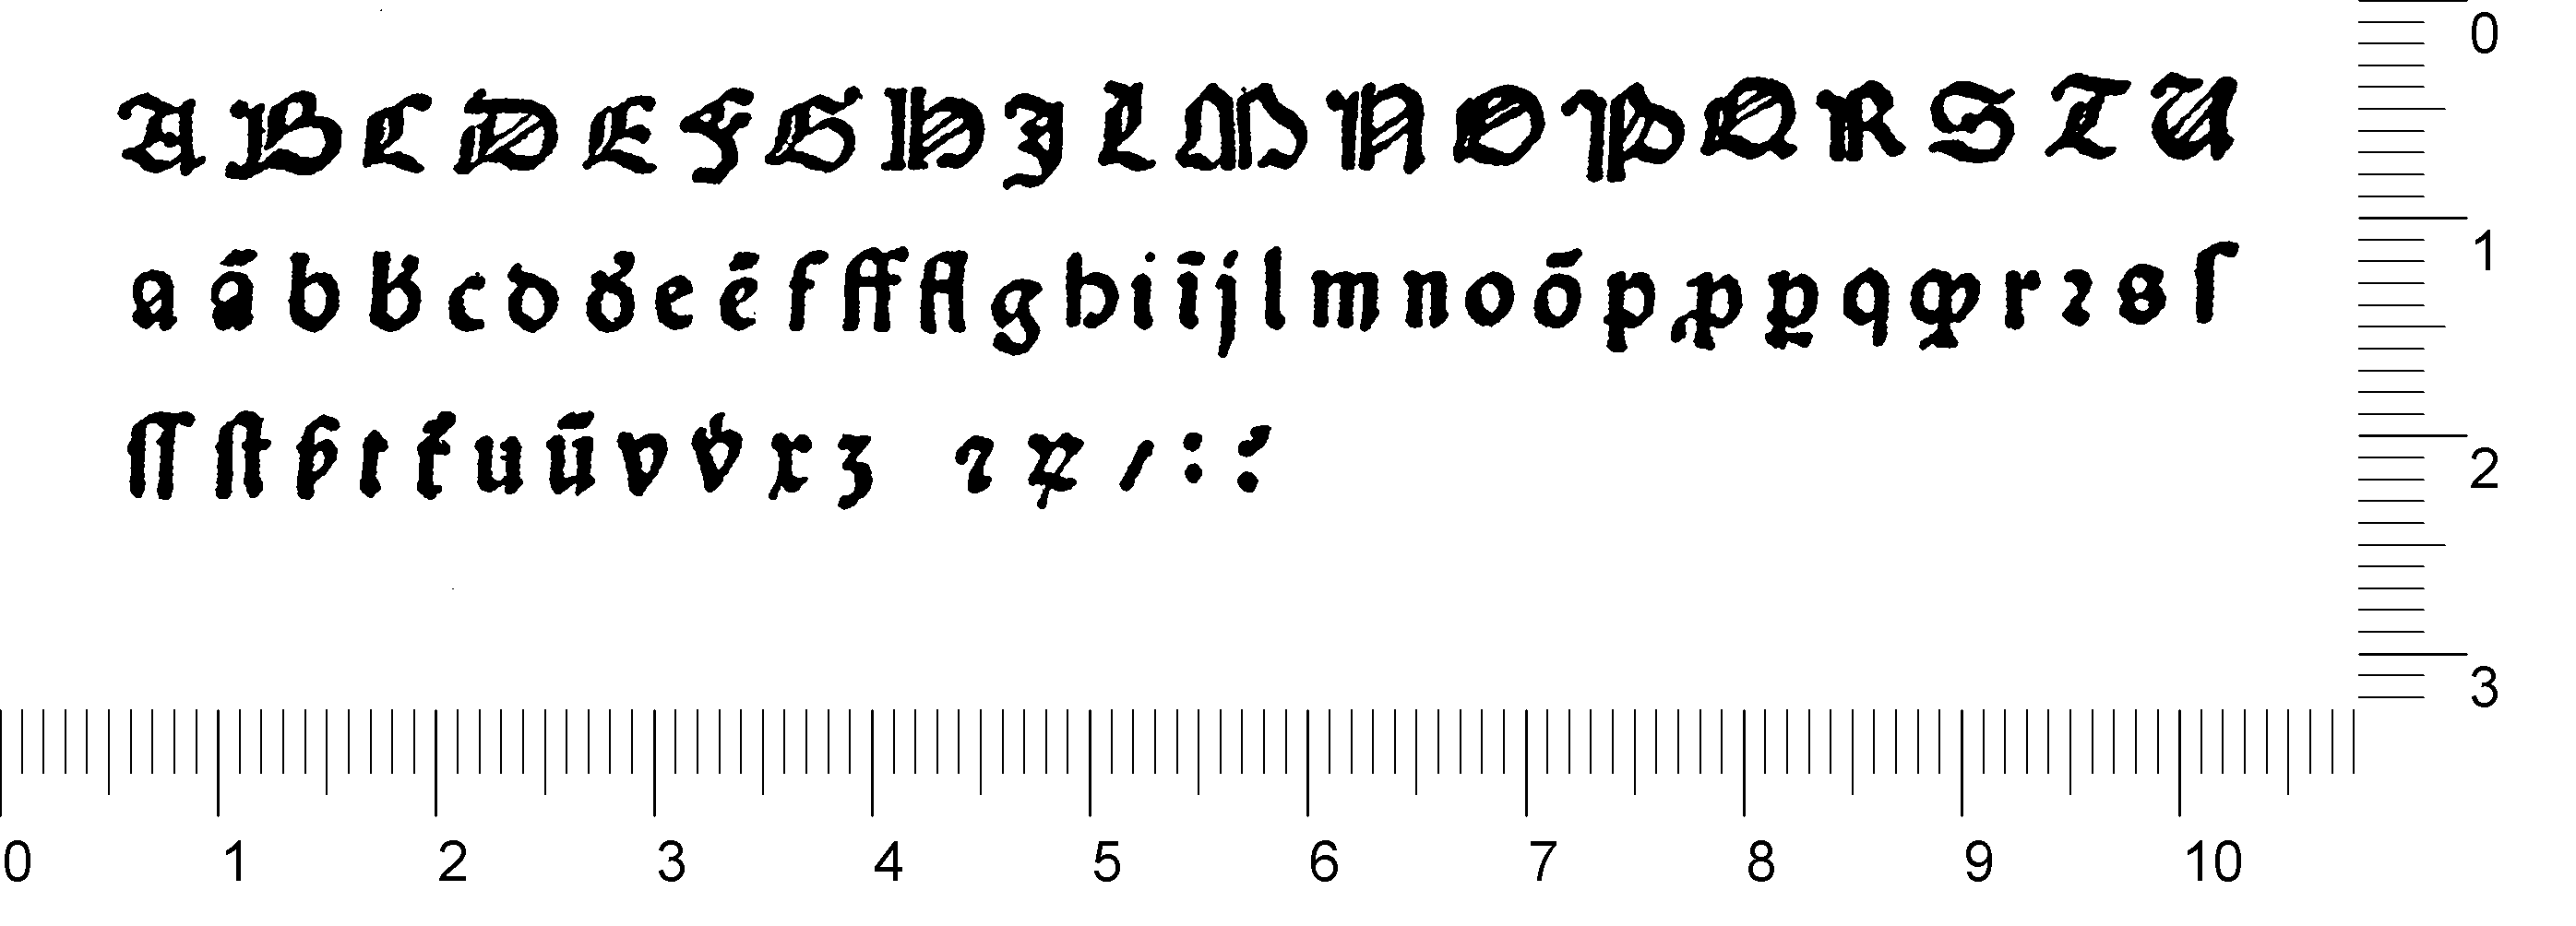 A B C D E F G H J L M N O P Q R S T U
a ā b b̄ c d d̄ e ē f ff fl g h i ī j l m n o ō p ꝓ ꝑ q ꝙ r ꝛ s ſ
ſſ ſt ß t t̄ u ū v v̄ x ʒ ꝛ ꝝ / : ?
0
1
2
3
0 1 2 3 4 5 6 7 8 9 10